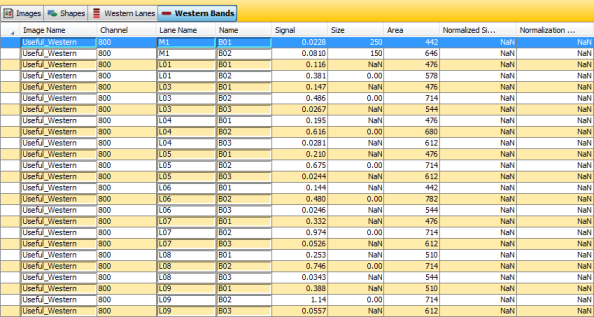 Images Shapes Western Lanes Western Bands
Image Name Channel Lane Name Name Signal Size Area Normalized Si... Normalization ...
Useful_Western 800 M1 B01 0.0228 250 442 NaN NaN
Useful_Western 800 M1 B02 0.0810 150 646 NaN NaN
Useful_Western 800 L01 B01 0.116 NaN 476 NaN NaN
Useful_Western 800 L01 B02 0.381 0.00 578 NaN NaN
Useful_Western 800 L03 B01 0.147 NaN 476 NaN NaN
Useful_Western 800 L03 B02 0.486 0.00 714 NaN NaN
Useful_Western 800 L03 B03 0.0267 NaN 544 NaN NaN
Useful_Western 800 L04 B01 0.195 NaN 476 NaN NaN
Useful_Western 800 L04 B02 0.616 0.00 680 NaN NaN
Useful_Western 800 L04 B03 0.0281 NaN 612 NaN NaN
Useful_Western 800 L05 B01 0.210 NaN 476 NaN NaN
Useful_Western 800 L05 B02 0.675 0.00 714 NaN NaN
Useful_Western 800 L05 B03 0.0244 NaN 612 NaN NaN
Useful_Western 800 L06 B01 0.144 NaN 442 NaN NaN
Useful_Western 800 L06 B02 0.480 0.00 782 NaN NaN
Useful_Western 800 L06 B03 0.0246 NaN 544 NaN NaN
Useful_Western 800 L07 B01 0.332 NaN 476 NaN NaN
Useful_Western 800 L07 B02 0.974 0.00 714 NaN NaN
Useful_Western 800 L07 B03 0.0526 NaN 612 NaN NaN
Useful_Western 800 L08 B01 0.253 NaN 510 NaN NaN
Useful_Western 800 L08 B02 0.746 0.00 714 NaN NaN
Useful_Western 800 L08 B03 0.0343 NaN 544 NaN NaN
Useful_Western 800 L09 B01 0.388 NaN 510 NaN NaN
Useful_Western 800 L09 B02 1.14 0.00 714 NaN NaN
Useful_Western 800 L09 B03 0.0557 NaN 612 NaN NaN